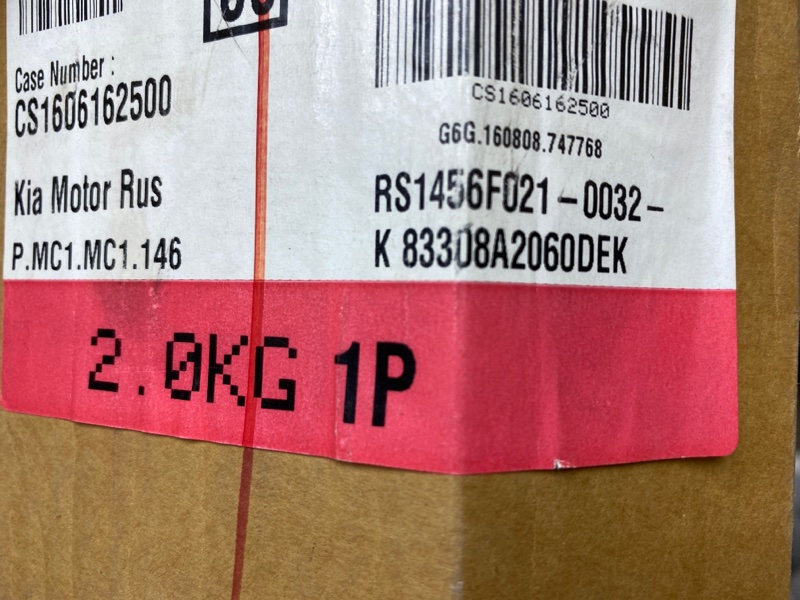 Case Number :
CS1606162500
Kia Motor Rus
P.MC1.MC1.146
CS1606162500
G6G.160808.747768
RS1456F021-0032-
K 83308A2060DEK
2.0KG 1P